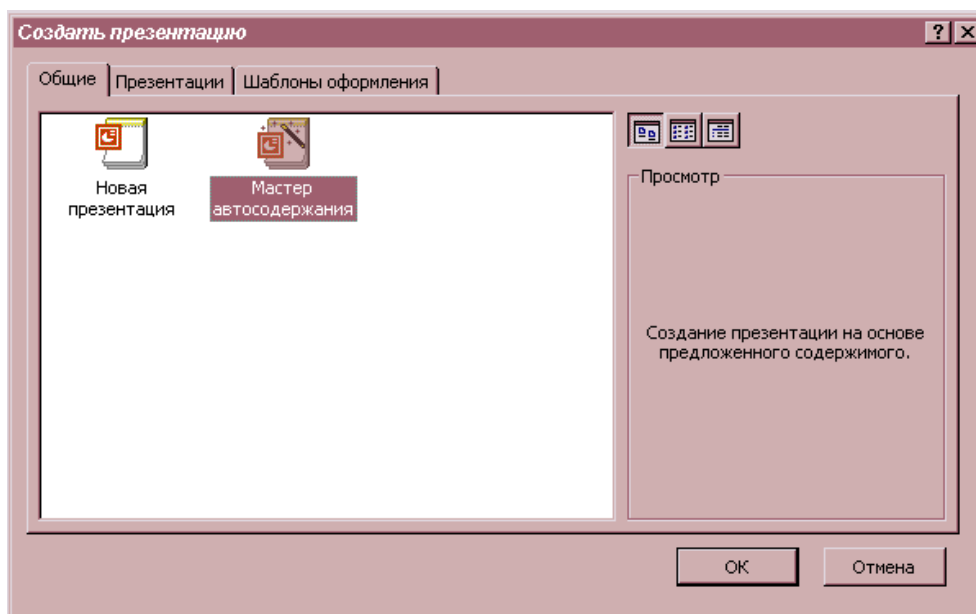 Создать презентацию
Общие
Презентации
Шаблоны оформления
Новая
презентация
Мастер
автосодержания
Просмотр
Создание презентации на основе
предложенного содержимого.
OK
Отмена